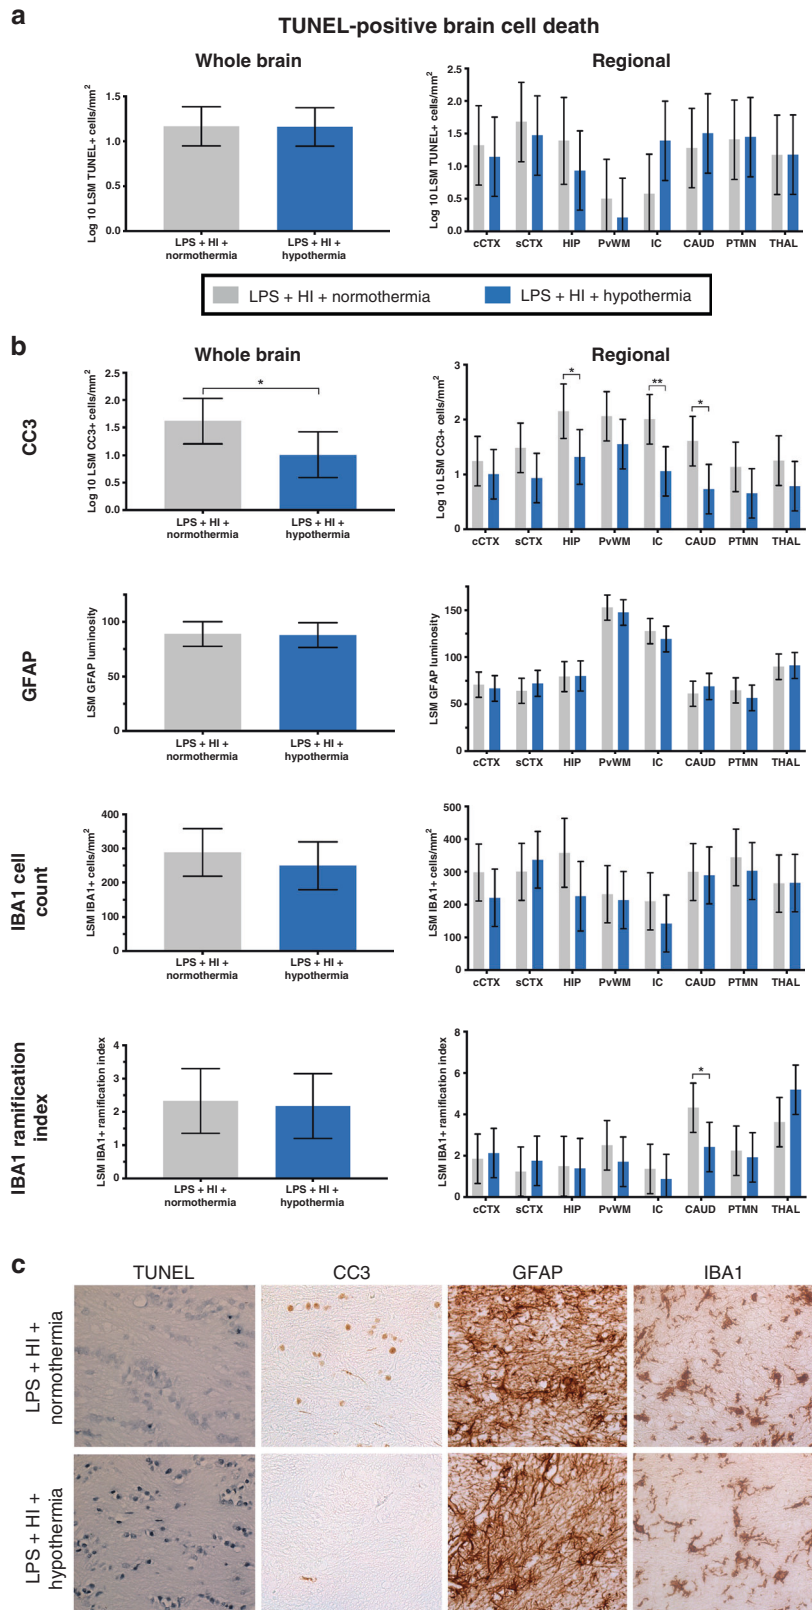 a
TUNEL-positive brain cell death
Whole brain
Log 10 LSM TUNEL+ cells/mm²
1.5
1.0
0.5
0.0
LPS + HI +
normothermia
LPS + HI +
hypothermia
Regional
Log 10 LSM TUNEL+ cells/mm²
2.5
2.0
1.5
1.0
0.5
0.0
cCTX sCTX HIP PvWM IC CAUD PTMN THAL
LPS + HI + normothermia
LPS + HI + hypothermia
b
CC3
Whole brain
Log 10 LSM CC3+ cells/mm²
2.5
2.0
1.5
1.0
0.5
0.0
*
LPS + HI +
normothermia
LPS + HI +
hypothermia
Regional
Log 10 LSM CC3+ cells/mm²
3
2
1
0
* ** *
cCTX sCTX HIP PvWM IC CAUD PTMN THAL
GFAP
LSM GFAP luminosity
100
50
0
LPS + HI +
normothermia
LPS + HI +
hypothermia
LSM GFAP luminosity
150
100
50
0
cCTX sCTX HIP PvWM IC CAUD PTMN THAL
IBA1 cell
count
LSM IBA1+ cells/mm²
400
300
200
100
0
LPS + HI +
normothermia
LPS + HI +
hypothermia
LSM IBA1+ cells/mm²
500
400
300
200
100
0
cCTX sCTX HIP PvWM IC CAUD PTMN THAL
IBA1 ramification
index
LSM IBA1+ ramification index
4
3
2
1
0
LPS + HI +
normothermia
LPS + HI +
hypothermia
LSM IBA1+ ramification index
8
6
4
2
0
*
cCTX sCTX HIP PvWM IC CAUD PTMN THAL
c
TUNEL CC3 GFAP IBA1
LPS + HI +
normothermia
LPS + HI +
hypothermia